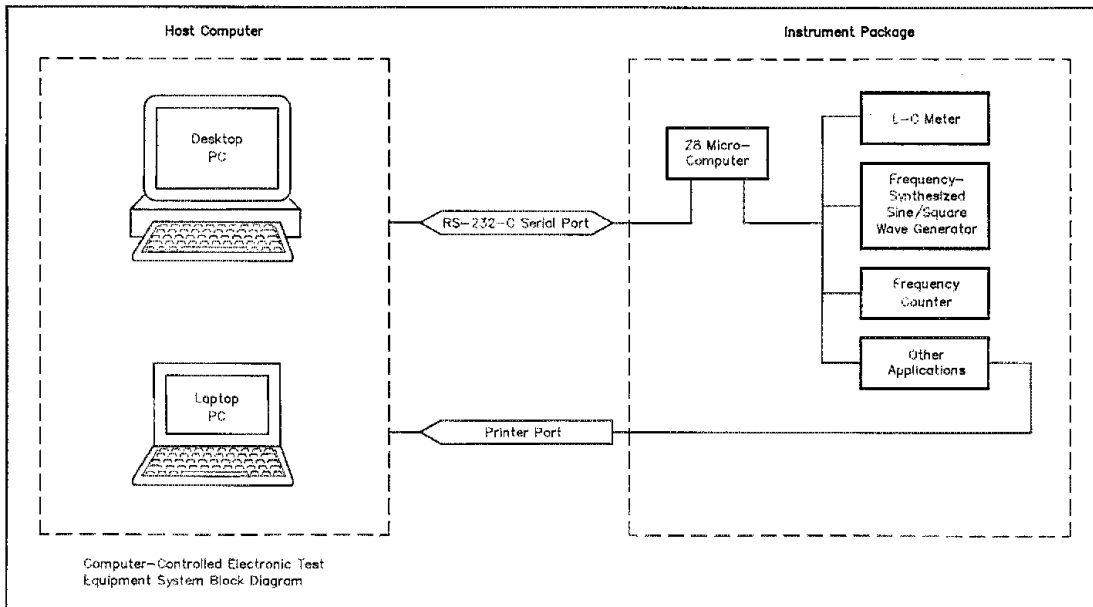 Host Computer
Instrument Package
Desktop
PC
Z8 Micro-
Computer
L-C Meter
Frequency-
Synthesized
Sine/Square
Wave Generator
RS-232-C Serial Port
Frequency
Counter
Other
Applications
Laptop
PC
Printer Port
Computer-Controlled Electronic Test
Equipment System Block Diagram